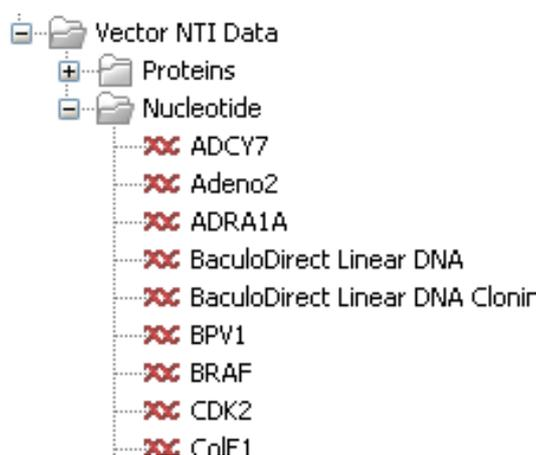 Vector NTI Data
Proteins
Nucleotide
ADCY7
Adeno2
ADRA1A
BaculoDirect Linear DNA
BaculoDirect Linear DNA Clonin
BPV1
BRAF
CDK2
ColE1